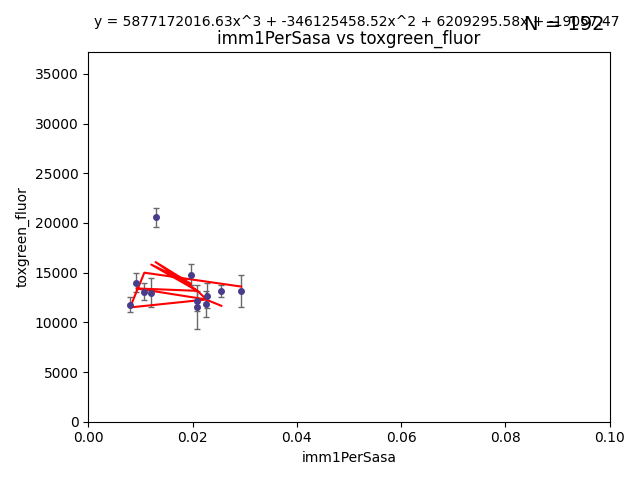 y = 5877172016.63x^3 + -346125458.52x^2 + 6209295.58x + -19057.47
N = 192
imm1PerSasa vs toxgreen_fluor
35000
30000
25000
20000
15000
10000
5000
0
toxgreen_fluor
0.00 0.02 0.04 0.06 0.08 0.10
imm1PerSasa